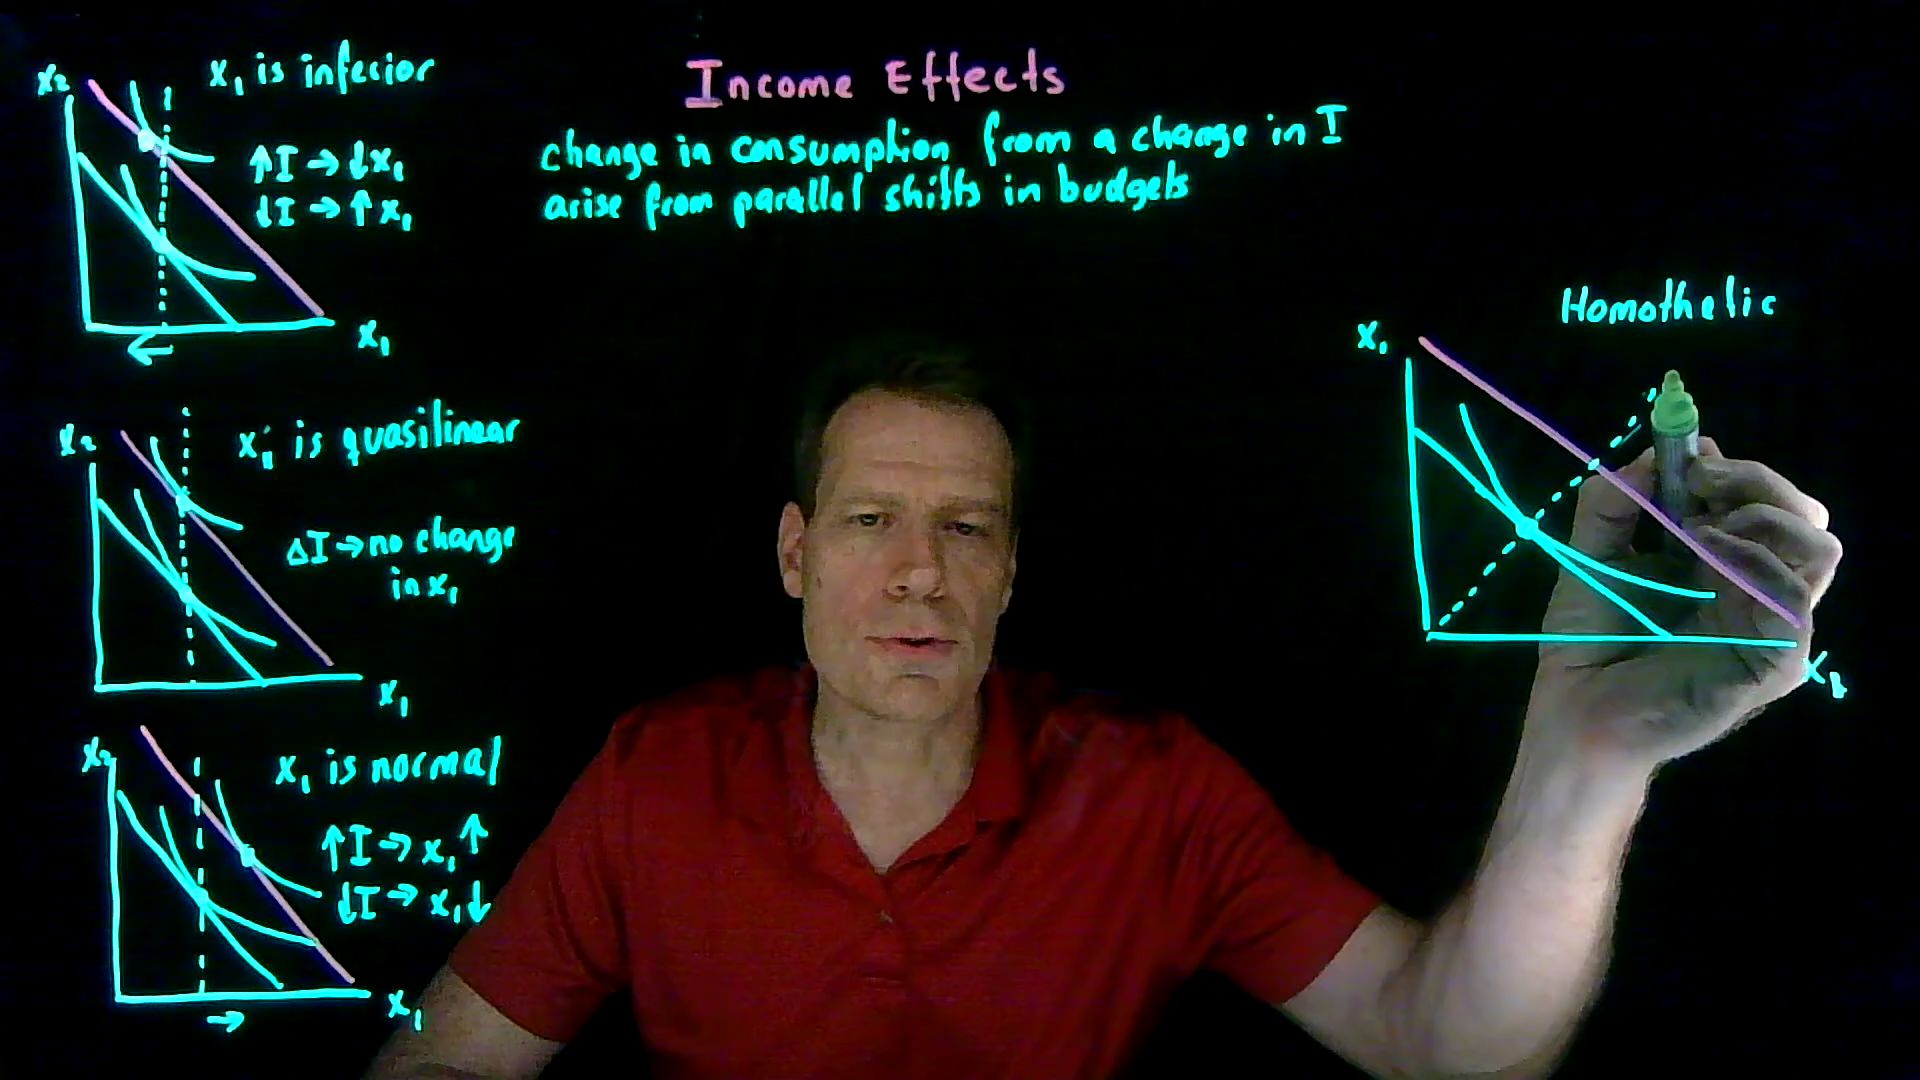 Income Effects
change in consumption from a change in I
arise from parallel shifts in budgets
x₂
x₁ is inferior
↑I → ↓x₁
↓I → ↑x₁
x₁
←
x₂
x₁ is quasilinear
ΔI → no change
in x₁
x₁
x₂
x₁ is normal
↑I → x₁↑
↓I → x₁↓
x₁
→
Homothetic
x₁
x₂